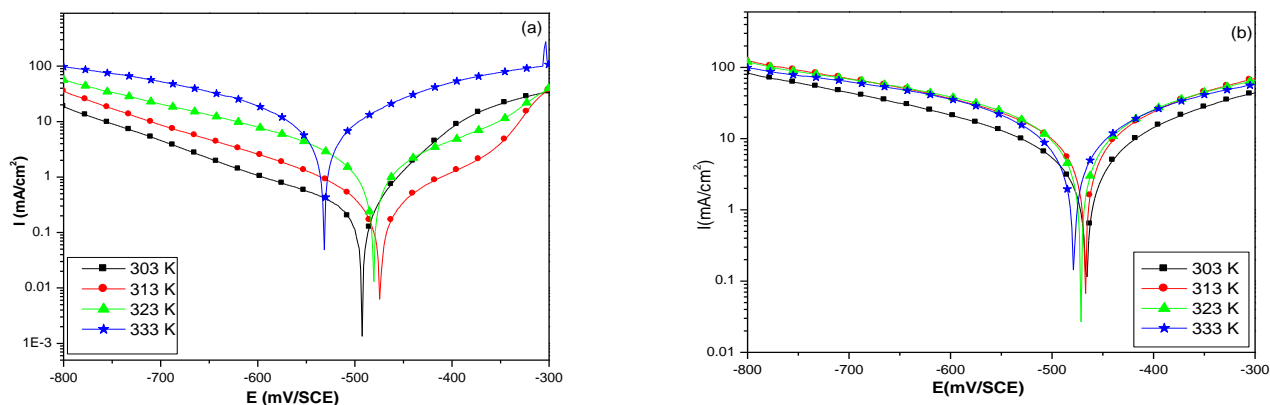 (a)
I (mA/cm2)
100
10
1
0.1
0.01
1E-3
303 K
313 K
323 K
333 K
-800 -700 -600 -500 -400 -300
E (mV/SCE)
(b)
I(mA/cm2)
100
10
1
0.1
0.01
303 K
313 K
323 K
333 K
-800 -700 -600 -500 -400 -300
E(mV/SCE)